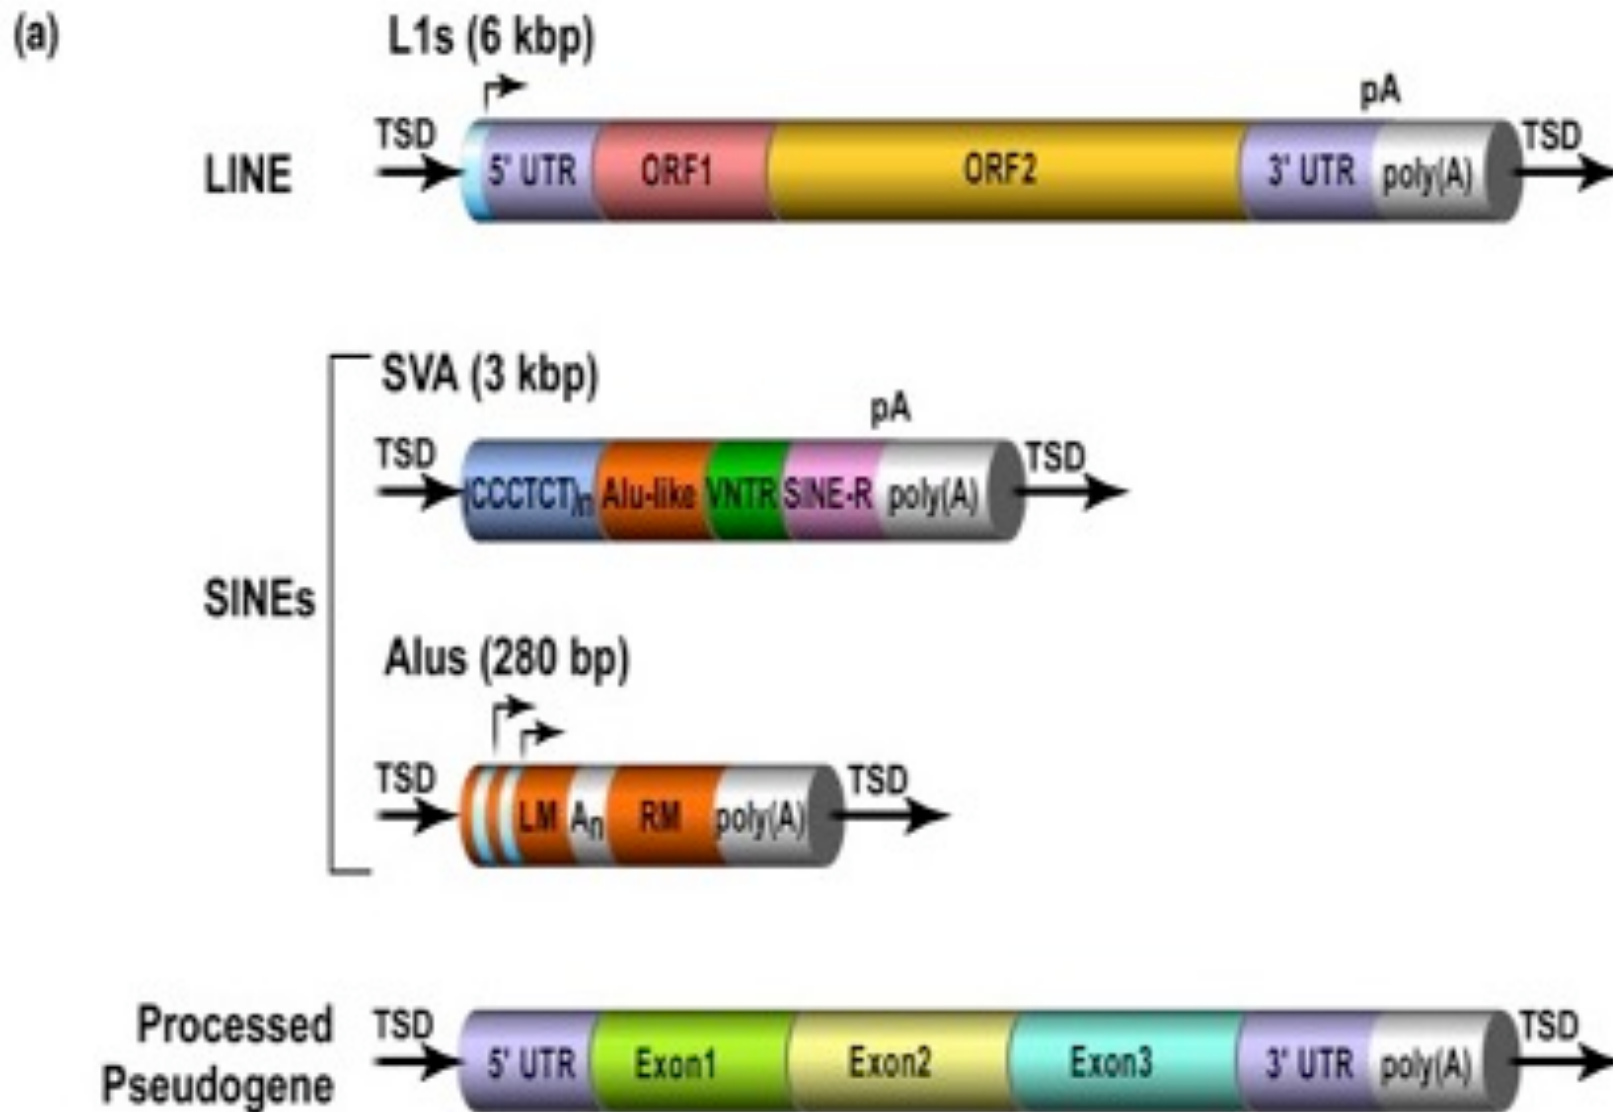 (a)
L1s (6 kbp)
pA
LINE
TSD
5' UTR
ORF1
ORF2
3' UTR
poly(A)
TSD
SINEs
SVA (3 kbp)
pA
TSD
(CCCTCT)n
Alu-like
VNTR
SINE-R
poly(A)
TSD
Alus (280 bp)
TSD
LM
An
RM
poly(A)
TSD
Processed
Pseudogene
TSD
5' UTR
Exon1
Exon2
Exon3
3' UTR
poly(A)
TSD